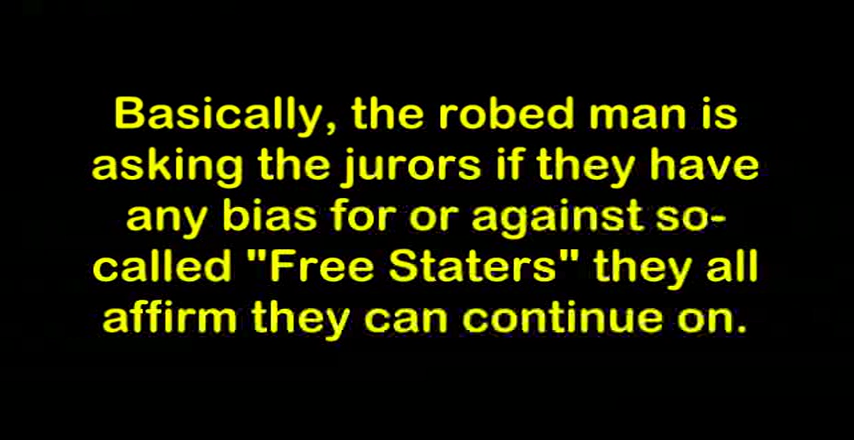 Basically, the robed man is
asking the jurors if they have
any bias for or against so-
called "Free Staters" they all
affirm they can continue on.